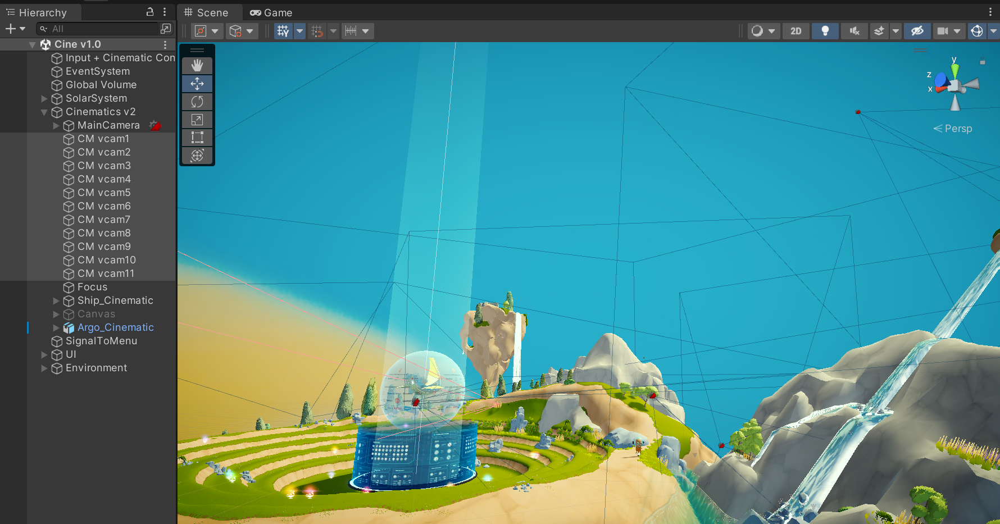 Hierarchy
Scene
Game
All
2D
Cine v1.0
Input + Cinematic Con
EventSystem
Global Volume
SolarSystem
Cinematics v2
MainCamera
CM vcam1
CM vcam2
CM vcam3
CM vcam4
CM vcam5
CM vcam6
CM vcam7
CM vcam8
CM vcam9
CM vcam10
CM vcam11
Focus
Ship_Cinematic
Canvas
Argo_Cinematic
SignalToMenu
UI
Environment
y
z
x
Persp